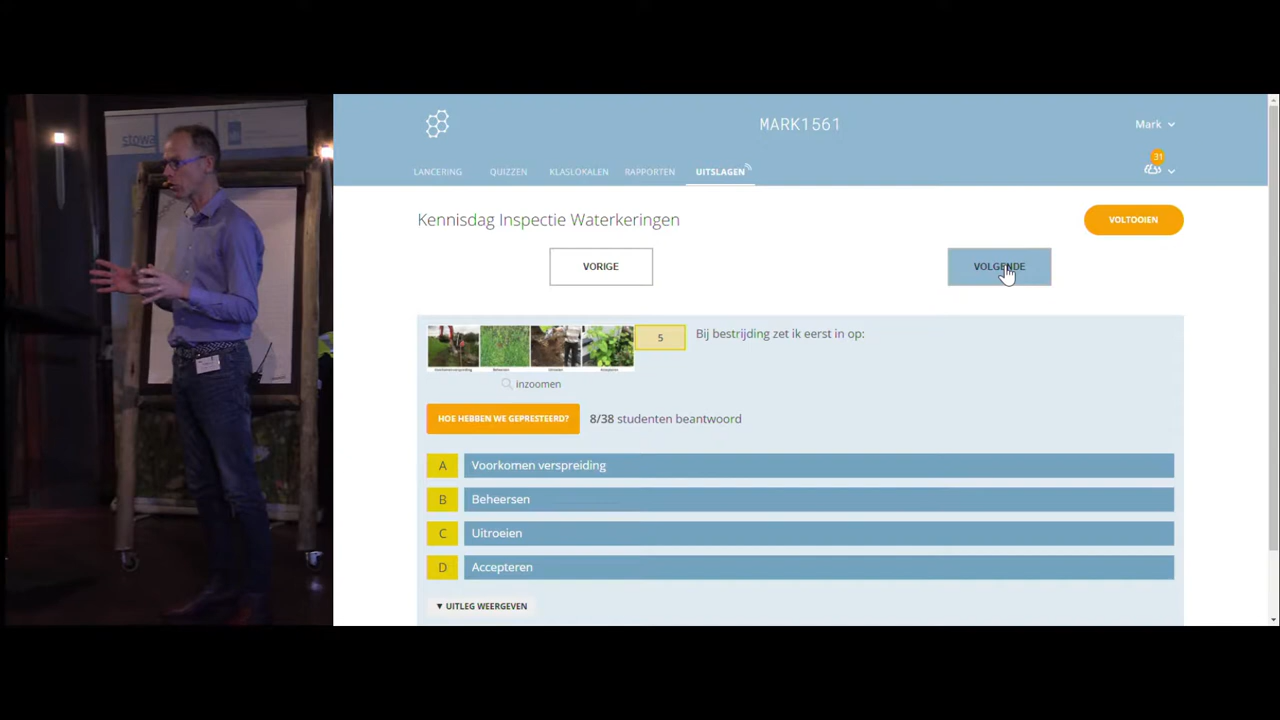 stowa
MARK1561
Mark
31
LANCERING QUIZZEN KLASLOKALEN RAPPORTEN UITSLAGEN
Kennisdag Inspectie Waterkeringen
VOLTOOIEN
VORIGE
VOLGENDE
5
Bij bestrijding zet ik eerst in op:
inzoomen
HOE HEBBEN WE GEPRESTEERD?
8/38 studenten beantwoord
A Voorkomen verspreiding
B Beheersen
C Uitroeien
D Accepteren
▼ UITLEG WEERGEVEN